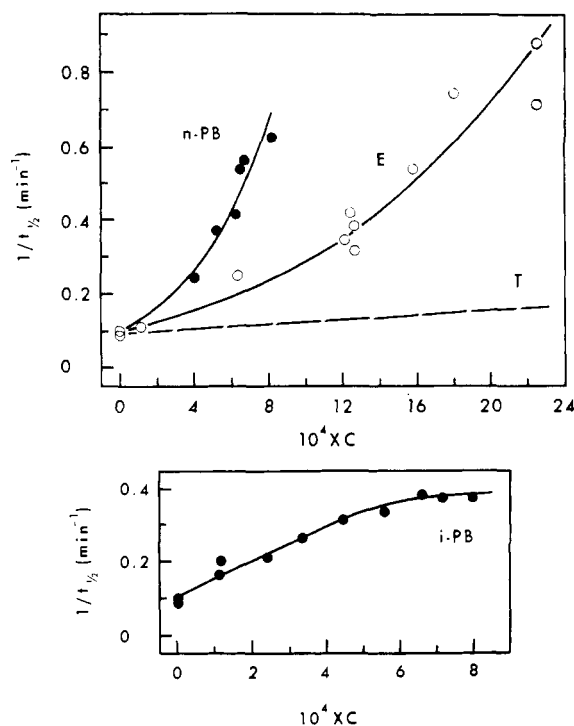 1/t½ (min⁻¹)
0.8
0.6
0.4
0.2
0
n-PB
E
T
0 4 8 12 16 20 24
10⁴ X C
1/t½ (min⁻¹)
0.4
0.2
0
i-PB
0 2 4 6 8
10⁴ X C